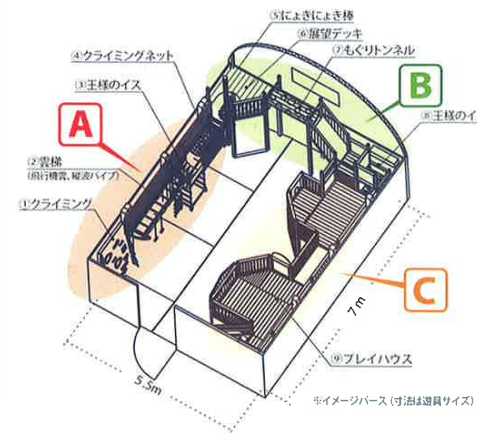 ⑤にょきにょき棒
⑥展望デッキ
⑦もぐりトンネル
④クライミングネット
③王様のイス
B
A
⑧王様のイ
②雲梯
(飛行機雲、縦波パイプ)
①クライミング
C
7m
5.5m
⑨プレイハウス
※イメージパース(寸法は遊具サイズ)